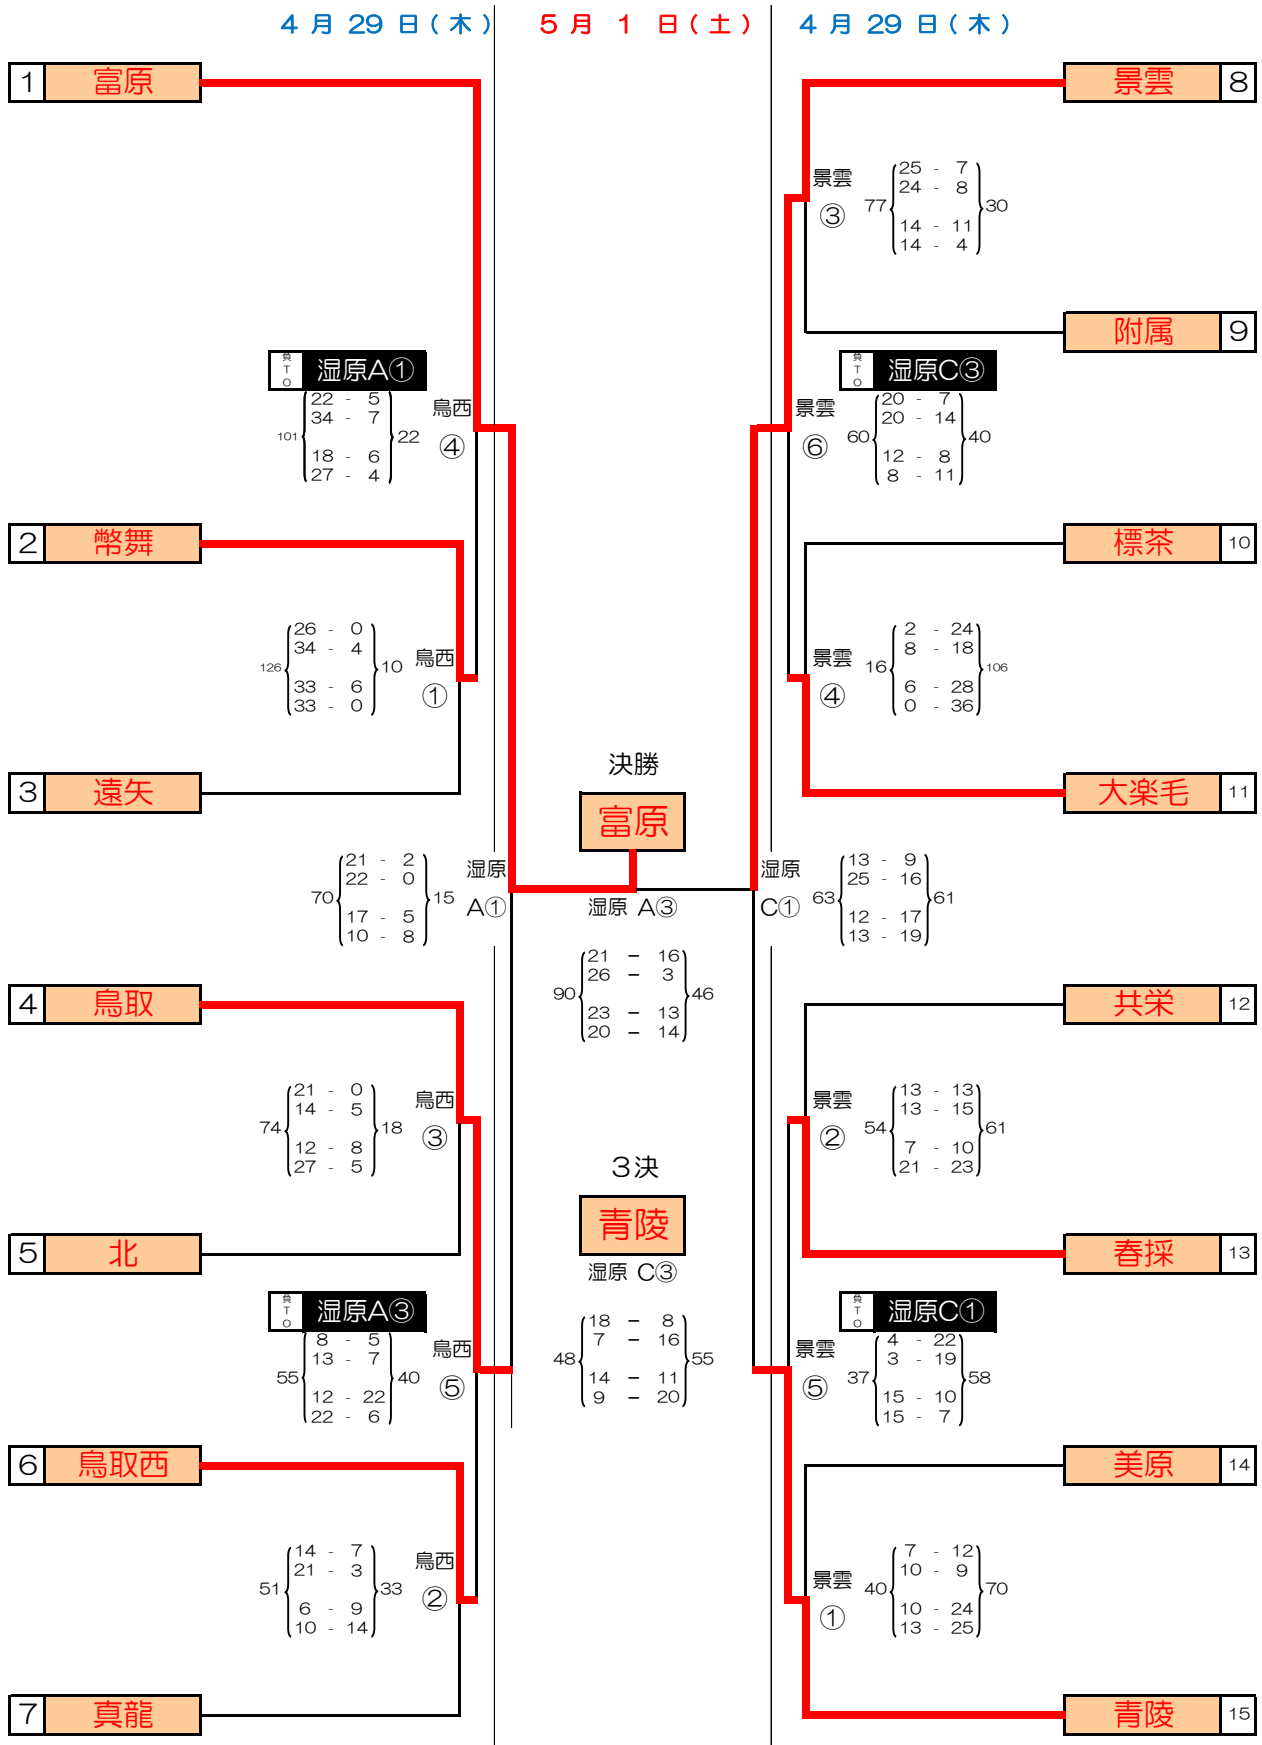 4 月 29 日(木)
5 月 1 日(土)
4 月 29 日(木)
1 富原
景雲 8
景雲
③
25 - 7
24 - 8
77 30
14 - 11
14 - 4
附属 9
負TO 湿原A①
22 - 5
34 - 7
101 22
18 - 6
27 - 4
鳥西
④
負TO 湿原C③
景雲
⑥
20 - 7
20 - 14
60 40
12 - 8
8 - 11
2 幣舞
標茶 10
26 - 0
34 - 4
126 10
33 - 6
33 - 0
鳥西
①
景雲
④
2 - 24
8 - 18
16 106
6 - 28
0 - 36
3 遠矢
決勝
富原
大楽毛 11
21 - 2
22 - 0
70 15
17 - 5
10 - 8
湿原
A①
湿原 A③
21 - 16
26 - 3
90 46
23 - 13
20 - 14
湿原
C①
13 - 9
25 - 16
63 61
12 - 17
13 - 19
4 鳥取
共栄 12
21 - 0
14 - 5
74 18
12 - 8
27 - 5
鳥西
③
景雲
②
13 - 13
13 - 15
54 61
7 - 10
21 - 23
3決
青陵
湿原 C③
18 - 8
7 - 16
48 55
14 - 11
9 - 20
5 北
春採 13
負TO 湿原A③
8 - 5
13 - 7
55 40
12 - 22
22 - 6
鳥西
⑤
負TO 湿原C①
景雲
⑤
4 - 22
3 - 19
37 58
15 - 10
15 - 7
6 鳥取西
美原 14
14 - 7
21 - 3
51 33
6 - 9
10 - 14
鳥西
②
景雲
①
7 - 12
10 - 9
40 70
10 - 24
13 - 25
7 真龍
青陵 15